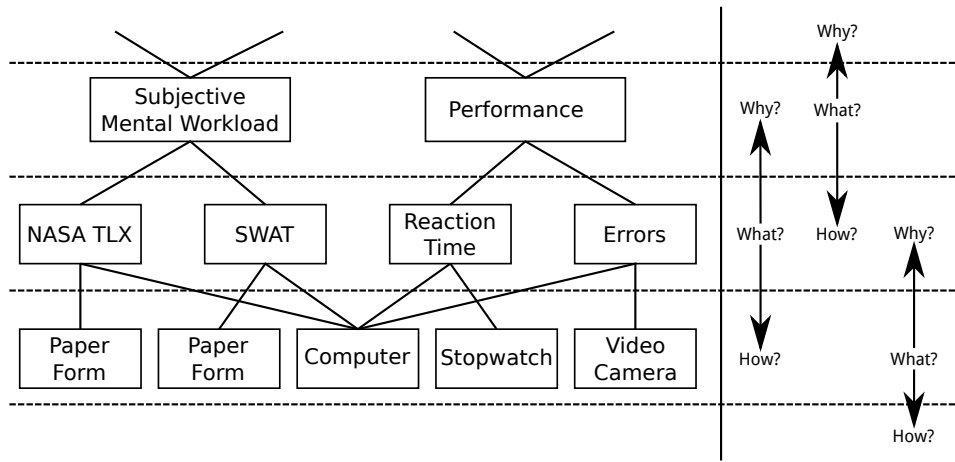 Subjective
Mental Workload
Performance
NASA TLX
SWAT
Reaction
Time
Errors
Paper
Form
Paper
Form
Computer
Stopwatch
Video
Camera
Why?
What?
How?
Why?
What?
How?
Why?
What?
How?